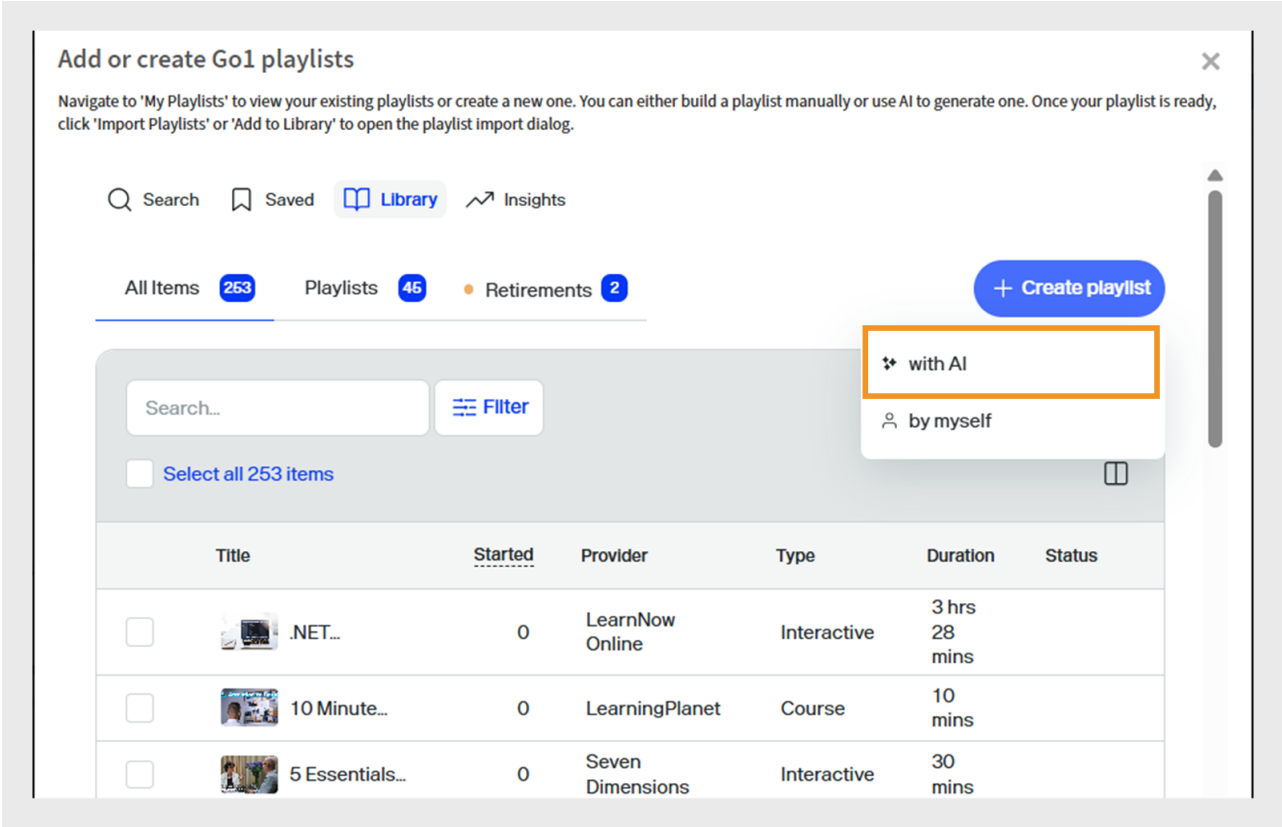 Add or create Go1 playlists
Navigate to 'My Playlists' to view your existing playlists or create a new one. You can either build a playlist manually or use AI to generate one. Once your playlist is ready,
click 'Import Playlists' or 'Add to Library' to open the playlist import dialog.
Search Saved Library Insights
All Items 253 Playlists 45 Retirements 2
+ Create playlist
with AI
by myself
Search...
Filter
Select all 253 items
Title Started Provider Type Duration Status
.NET... 0 LearnNow Online Interactive 3 hrs 28 mins
10 Minute... 0 LearningPlanet Course 10 mins
5 Essentials... 0 Seven Dimensions Interactive 30 mins